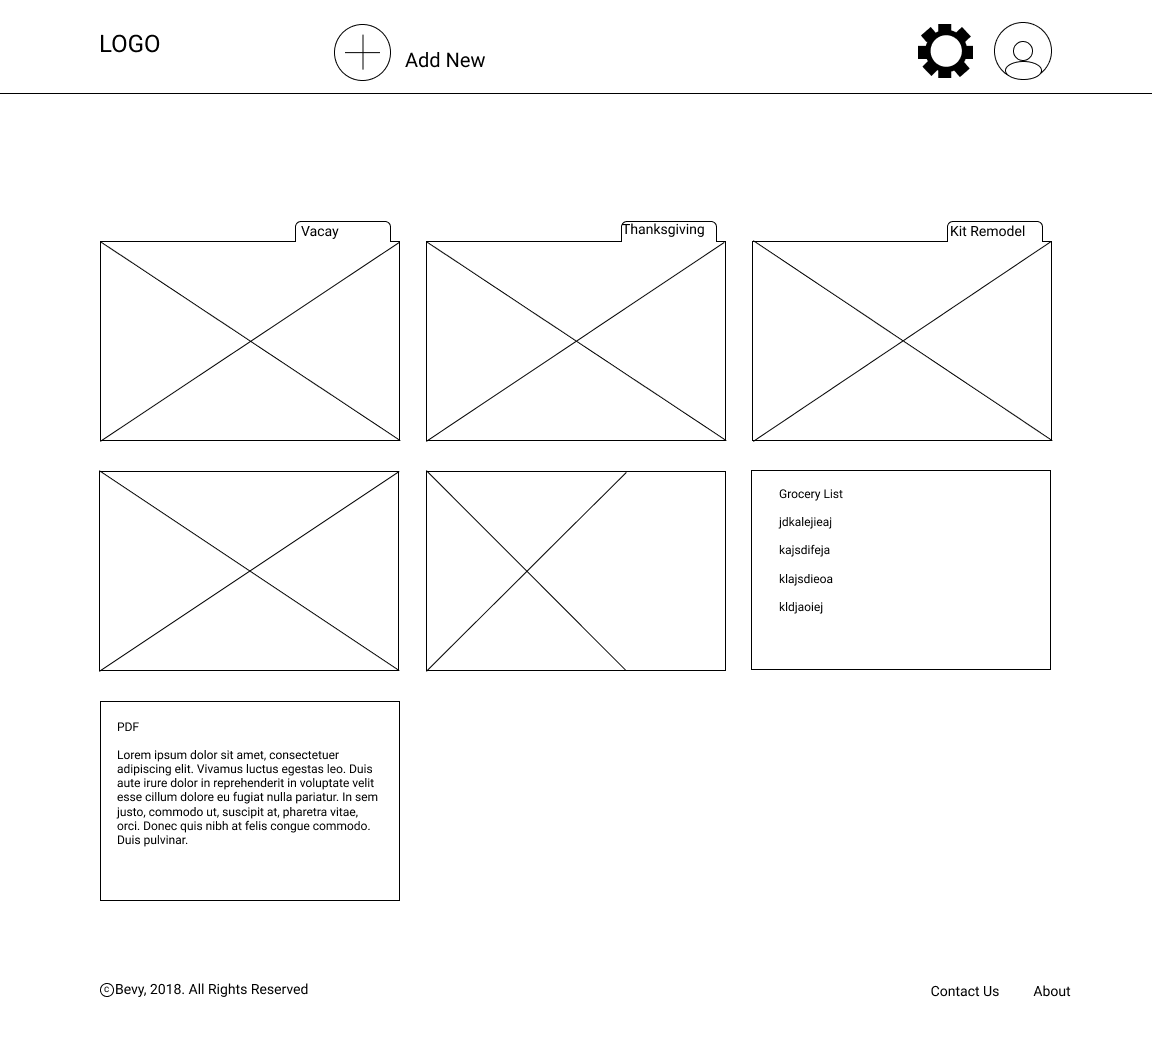 LOGO
Add New
Vacay
Thanksgiving
Kit Remodel
Grocery List
jdkalejieaj
kajsdifeja
klajsdieoa
kldjaoiej
PDF
Lorem ipsum dolor sit amet, consectetuer
adipiscing elit. Vivamus luctus egestas leo. Duis
aute irure dolor in reprehenderit in voluptate velit
esse cillum dolore eu fugiat nulla pariatur. In sem
justo, commodo ut, suscipit at, pharetra vitae,
orci. Donec quis nibh at felis congue commodo.
Duis pulvinar.
©Bevy, 2018. All Rights Reserved
Contact Us
About